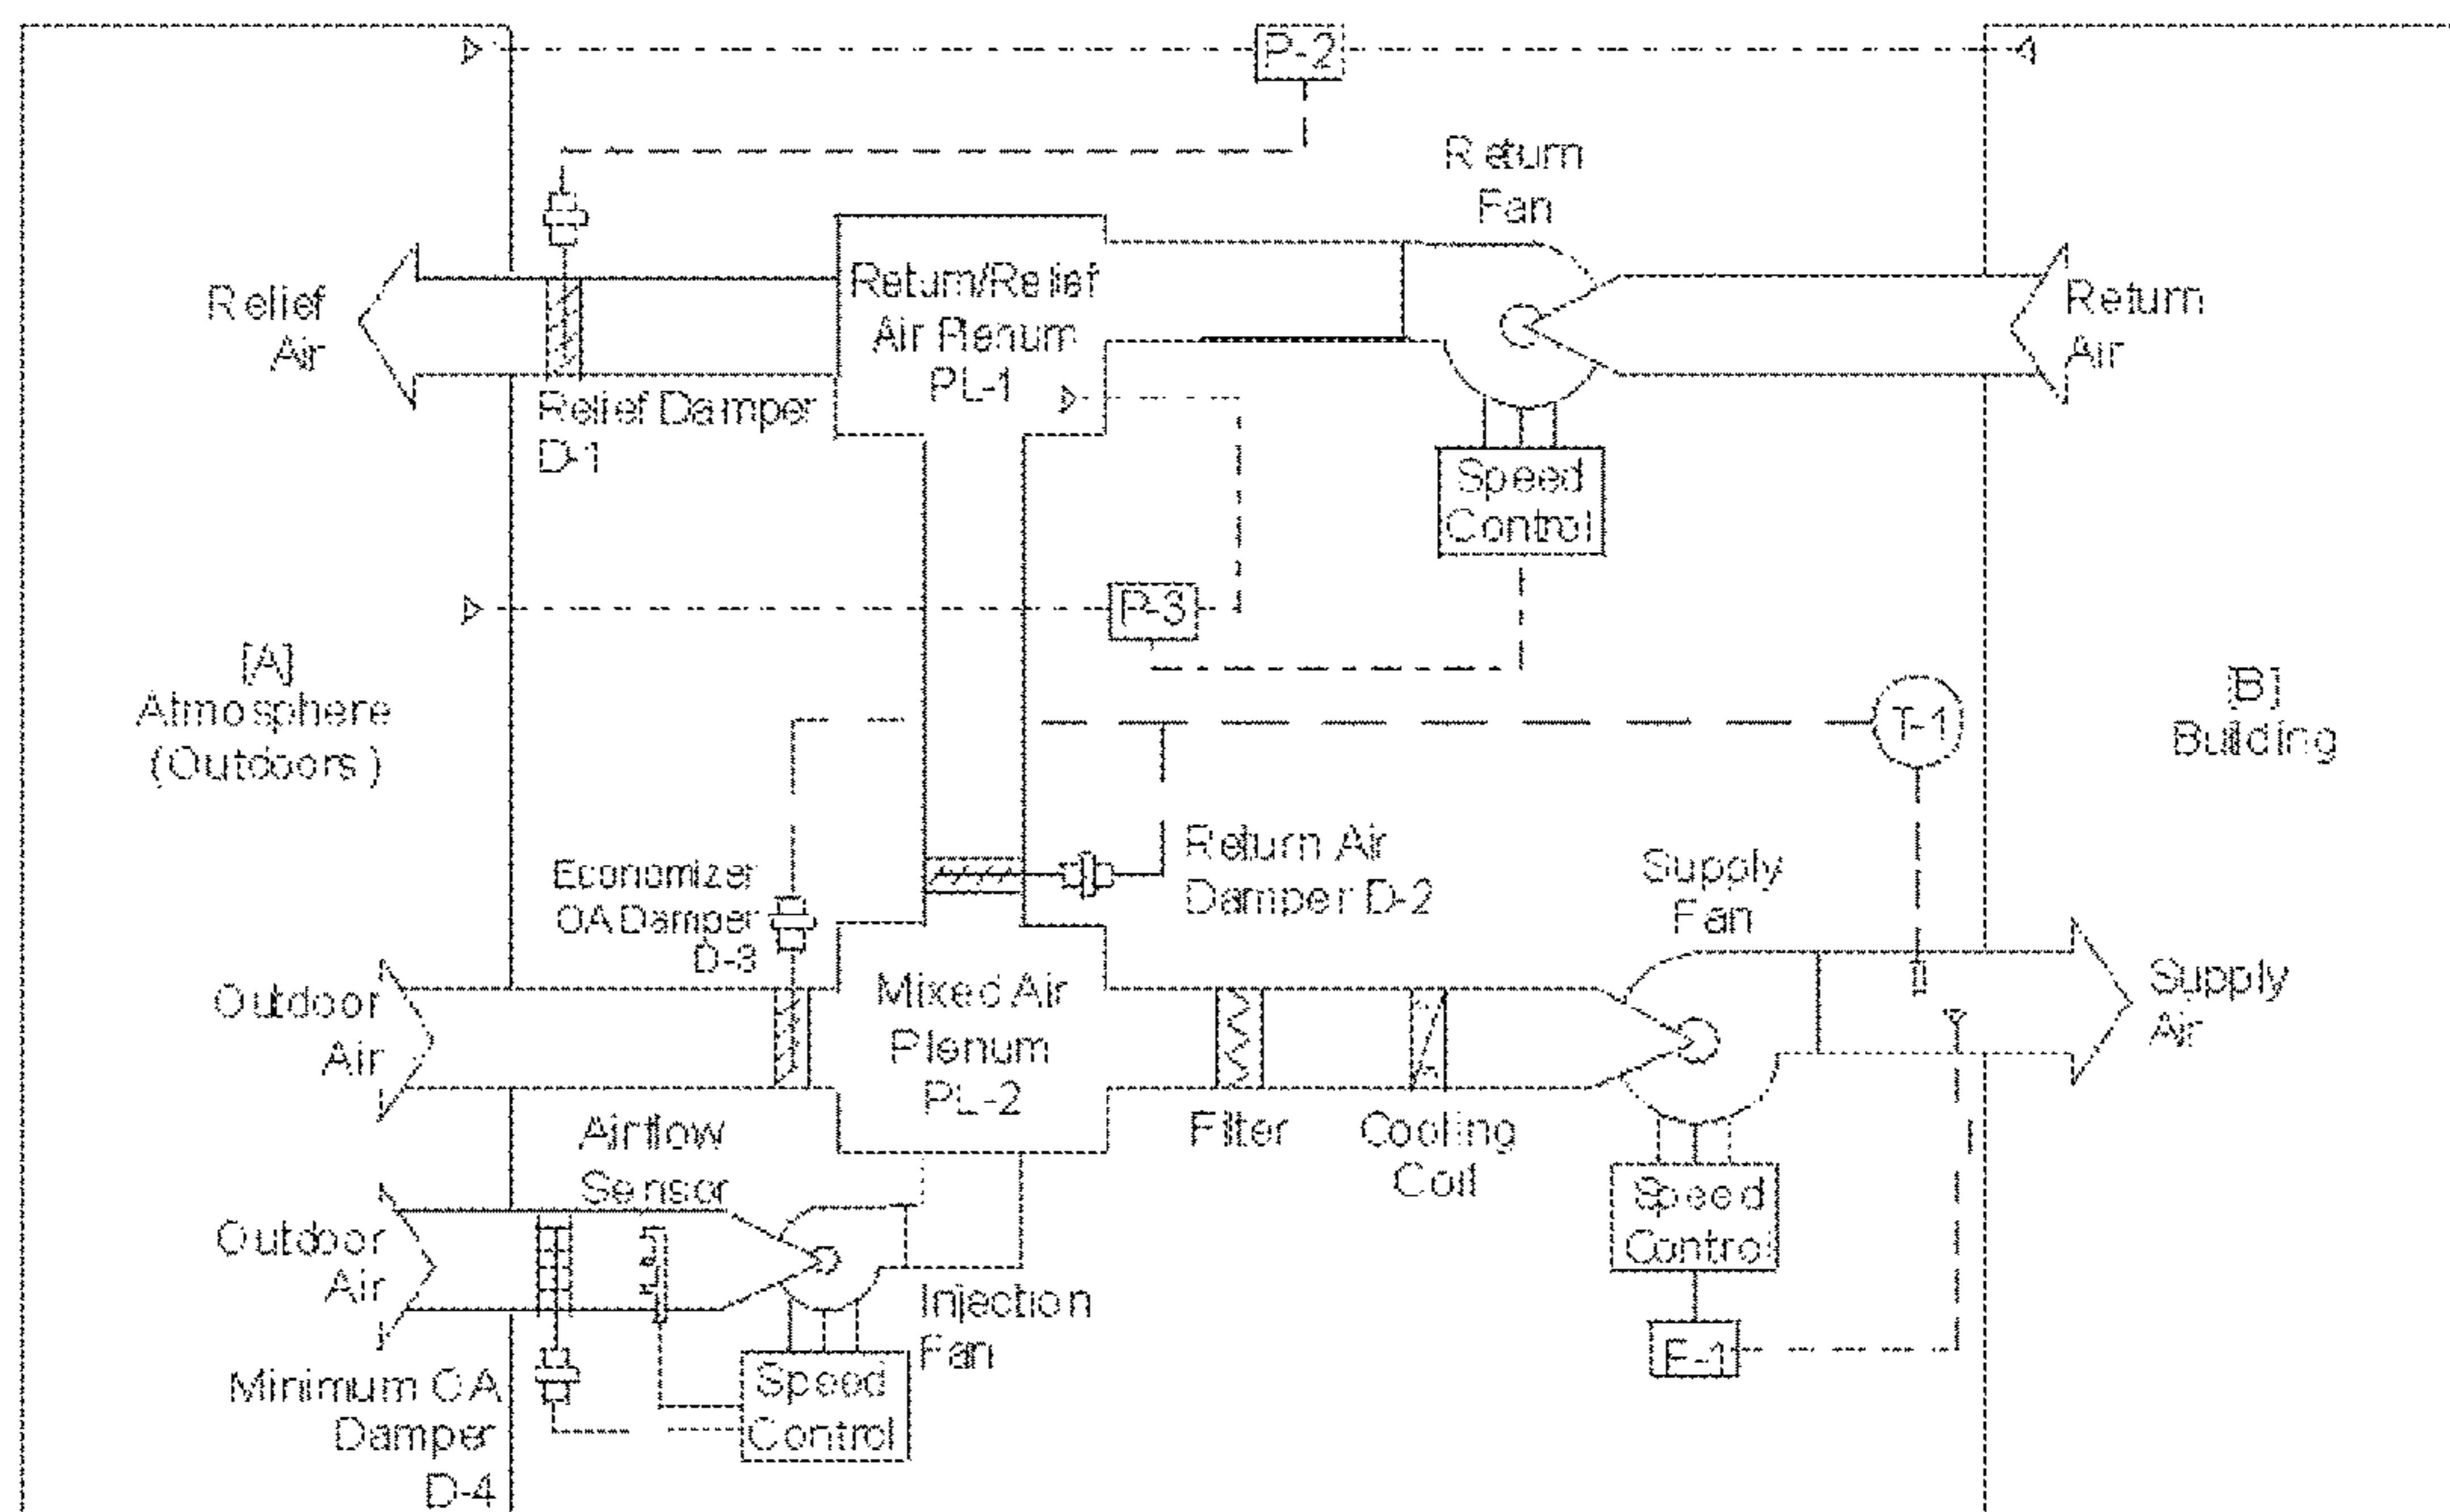 P-2
Return
Fan
Relief
Air
Return/Relief
Air Plenum
PL-1
Return
Air
Relief Damper
D-1
Speed
Control
P-3
[A]
Atmosphere
(Outdoors)
T-1
[B]
Building
Economizer
OA Damper
D-3
Return Air
Damper D-2
Supply
Fan
Outdoor
Air
Mixed Air
Plenum
PL-2
Supply
Air
Airflow
Sensor
Filter
Cooling
Coil
Outdoor
Air
Speed
Control
Injection
Fan
Minimum OA
Damper
D-4
Speed
Control